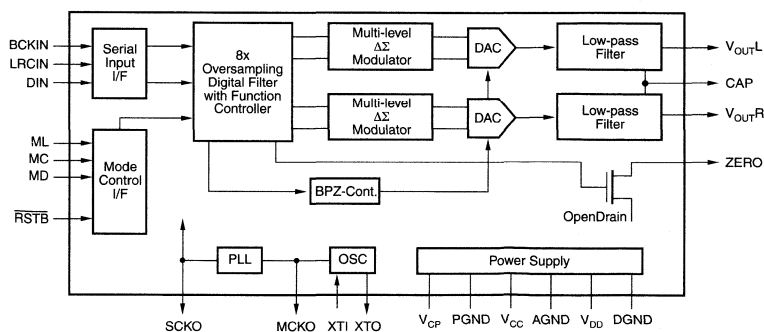 BCKIN
LRCIN
DIN
Serial
Input
I/F
8x
Oversampling
Digital Filter
with Function
Controller
Multi-level
ΔΣ
Modulator
DAC
Low-pass
Filter
VOUTL
CAP
Multi-level
ΔΣ
Modulator
DAC
Low-pass
Filter
VOUTR
ML
MC
MD
RSTB
Mode
Control
I/F
BPZ-Cont.
ZERO
OpenDrain
PLL
OSC
Power Supply
SCKO
MCKO
XTI
XTO
VCP
PGND
VCC
AGND
VDD
DGND